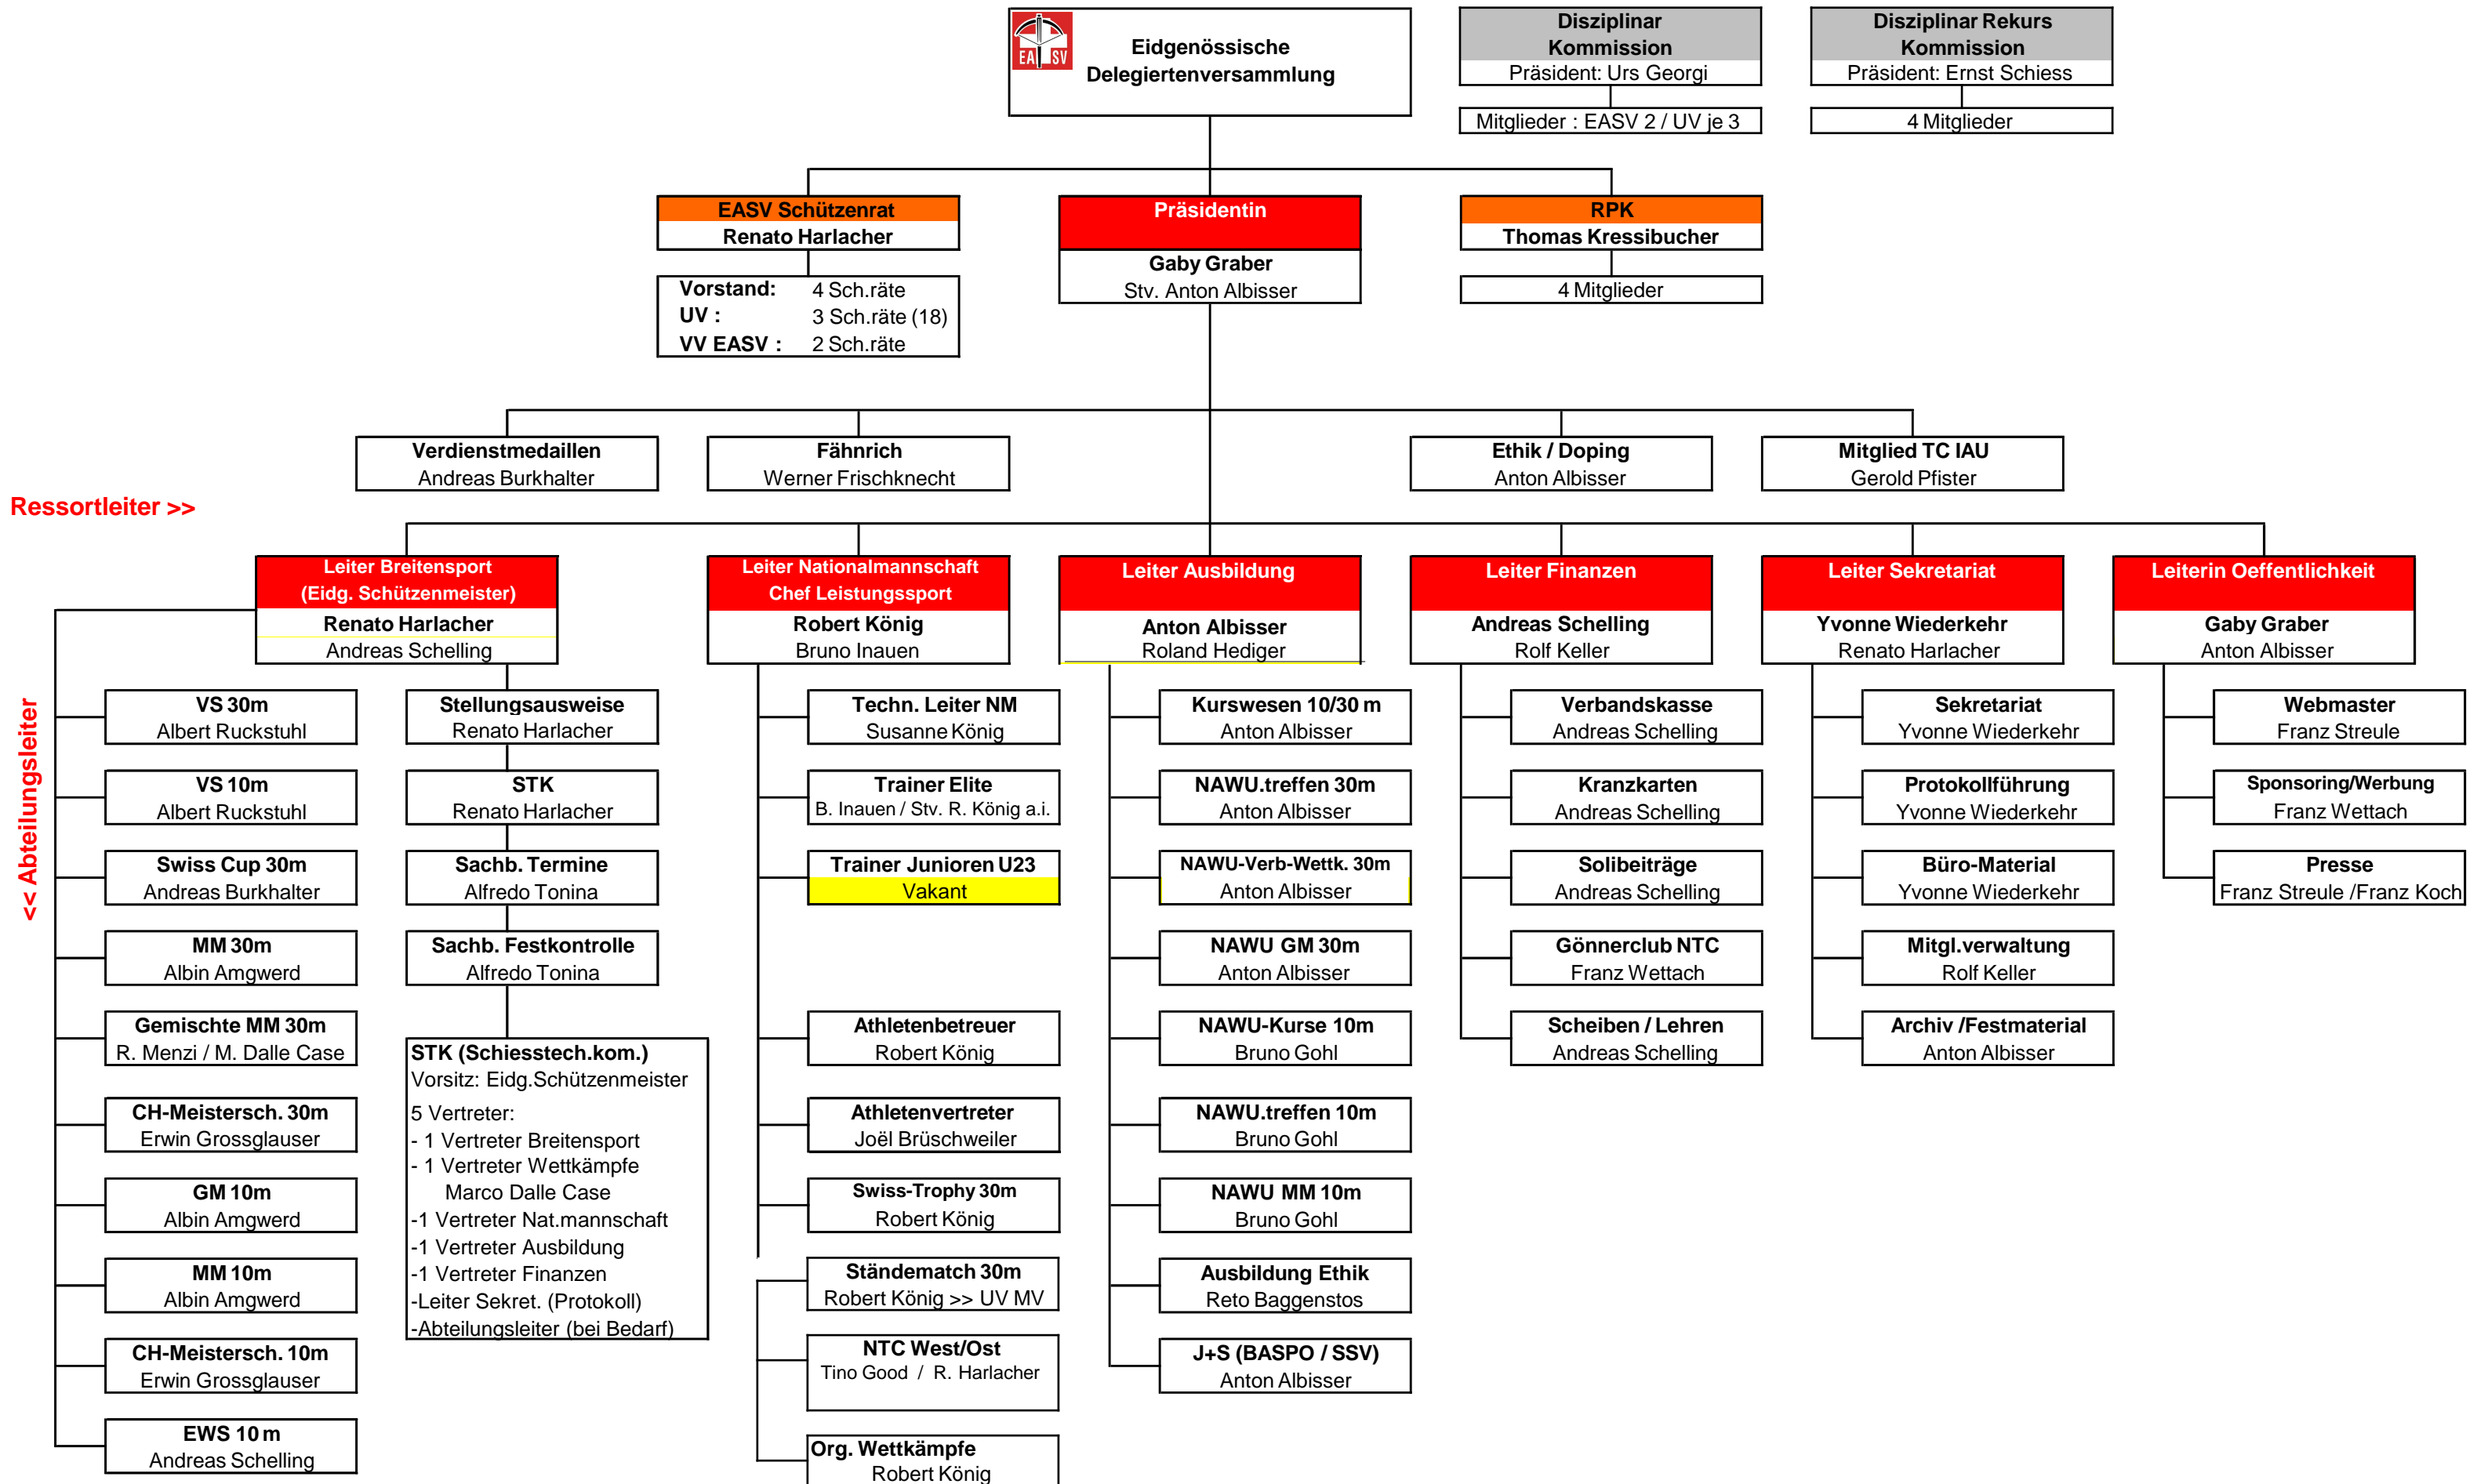 EA SV
Eidgenössische
Delegiertenversammlung
Disziplinar
Kommission
Präsident: Urs Georgi
Mitglieder : EASV 2 / UV je 3
Disziplinar Rekurs
Kommission
Präsident: Ernst Schiess
4 Mitglieder
EASV Schützenrat
Renato Harlacher
Vorstand: 4 Sch.räte
UV : 3 Sch.räte (18)
VV EASV : 2 Sch.räte
Präsidentin
Gaby Graber
Stv. Anton Albisser
RPK
Thomas Kressibucher
4 Mitglieder
Verdienstmedaillen
Andreas Burkhalter
Fähnrich
Werner Frischknecht
Ethik / Doping
Anton Albisser
Mitglied TC IAU
Gerold Pfister
Ressortleiter >>
<< Abteilungsleiter
Leiter Breitensport
(Eidg. Schützenmeister)
Renato Harlacher
Andreas Schelling
VS 30m
Albert Ruckstuhl
VS 10m
Albert Ruckstuhl
Swiss Cup 30m
Andreas Burkhalter
MM 30m
Albin Amgwerd
Gemischte MM 30m
R. Menzi / M. Dalle Case
CH-Meistersch. 30m
Erwin Grossglauser
GM 10m
Albin Amgwerd
MM 10m
Albin Amgwerd
CH-Meistersch. 10m
Erwin Grossglauser
EWS 10 m
Andreas Schelling
Stellungsausweise
Renato Harlacher
STK
Renato Harlacher
Sachb. Termine
Alfredo Tonina
Sachb. Festkontrolle
Alfredo Tonina
STK (Schiesstech.kom.)
Vorsitz: Eidg.Schützenmeister
5 Vertreter:
- 1 Vertreter Breitensport
- 1 Vertreter Wettkämpfe
Marco Dalle Case
-1 Vertreter Nat.mannschaft
-1 Vertreter Ausbildung
-1 Vertreter Finanzen
-Leiter Sekret. (Protokoll)
-Abteilungsleiter (bei Bedarf)
Leiter Nationalmannschaft
Chef Leistungssport
Robert König
Bruno Inauen
Techn. Leiter NM
Susanne König
Trainer Elite
B. Inauen / Stv. R. König a.i.
Trainer Junioren U23
Vakant
Athletenbetreuer
Robert König
Athletenvertreter
Joël Brüschweiler
Swiss-Trophy 30m
Robert König
Ständematch 30m
Robert König >> UV MV
NTC West/Ost
Tino Good / R. Harlacher
Org. Wettkämpfe
Robert König
Leiter Ausbildung
Anton Albisser
Roland Hediger
Kurswesen 10/30 m
Anton Albisser
NAWU.treffen 30m
Anton Albisser
NAWU-Verb-Wettk. 30m
Anton Albisser
NAWU GM 30m
Anton Albisser
NAWU-Kurse 10m
Bruno Gohl
NAWU.treffen 10m
Bruno Gohl
NAWU MM 10m
Bruno Gohl
Ausbildung Ethik
Reto Baggenstos
J+S (BASPO / SSV)
Anton Albisser
Leiter Finanzen
Andreas Schelling
Rolf Keller
Verbandskasse
Andreas Schelling
Kranzkarten
Andreas Schelling
Solibeiträge
Andreas Schelling
Gönnerclub NTC
Franz Wettach
Scheiben / Lehren
Andreas Schelling
Leiter Sekretariat
Yvonne Wiederkehr
Renato Harlacher
Sekretariat
Yvonne Wiederkehr
Protokollführung
Yvonne Wiederkehr
Büro-Material
Yvonne Wiederkehr
Mitgl.verwaltung
Rolf Keller
Archiv /Festmaterial
Anton Albisser
Leiterin Oeffentlichkeit
Gaby Graber
Anton Albisser
Webmaster
Franz Streule
Sponsoring/Werbung
Franz Wettach
Presse
Franz Streule /Franz Koch